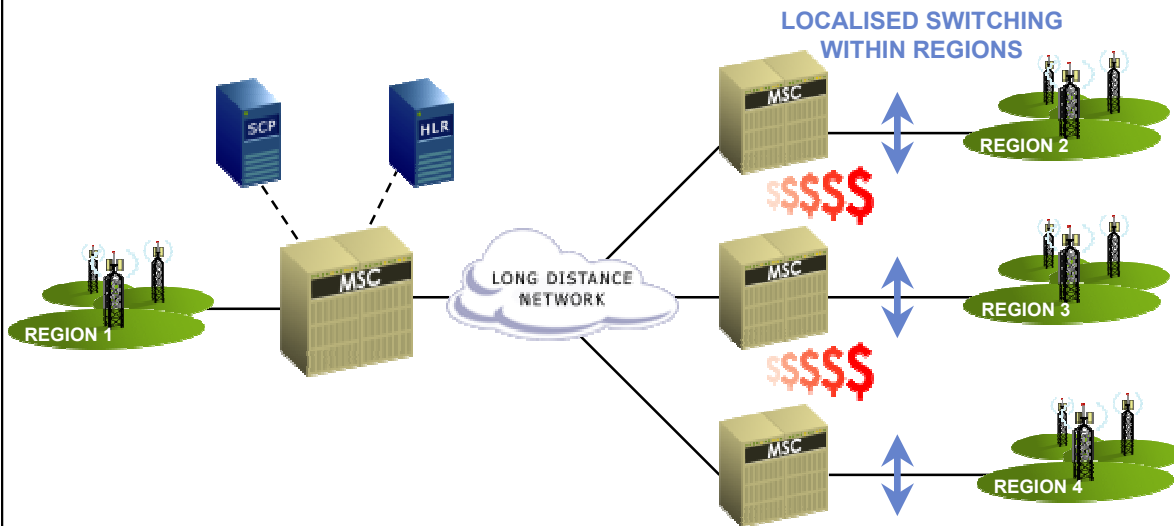 LOCALISED SWITCHING
WITHIN REGIONS
SCP
HLR
MSC
REGION 2
$$$$$
MSC
LONG DISTANCE
NETWORK
REGION 1
MSC
REGION 3
$$$$$
MSC
REGION 4